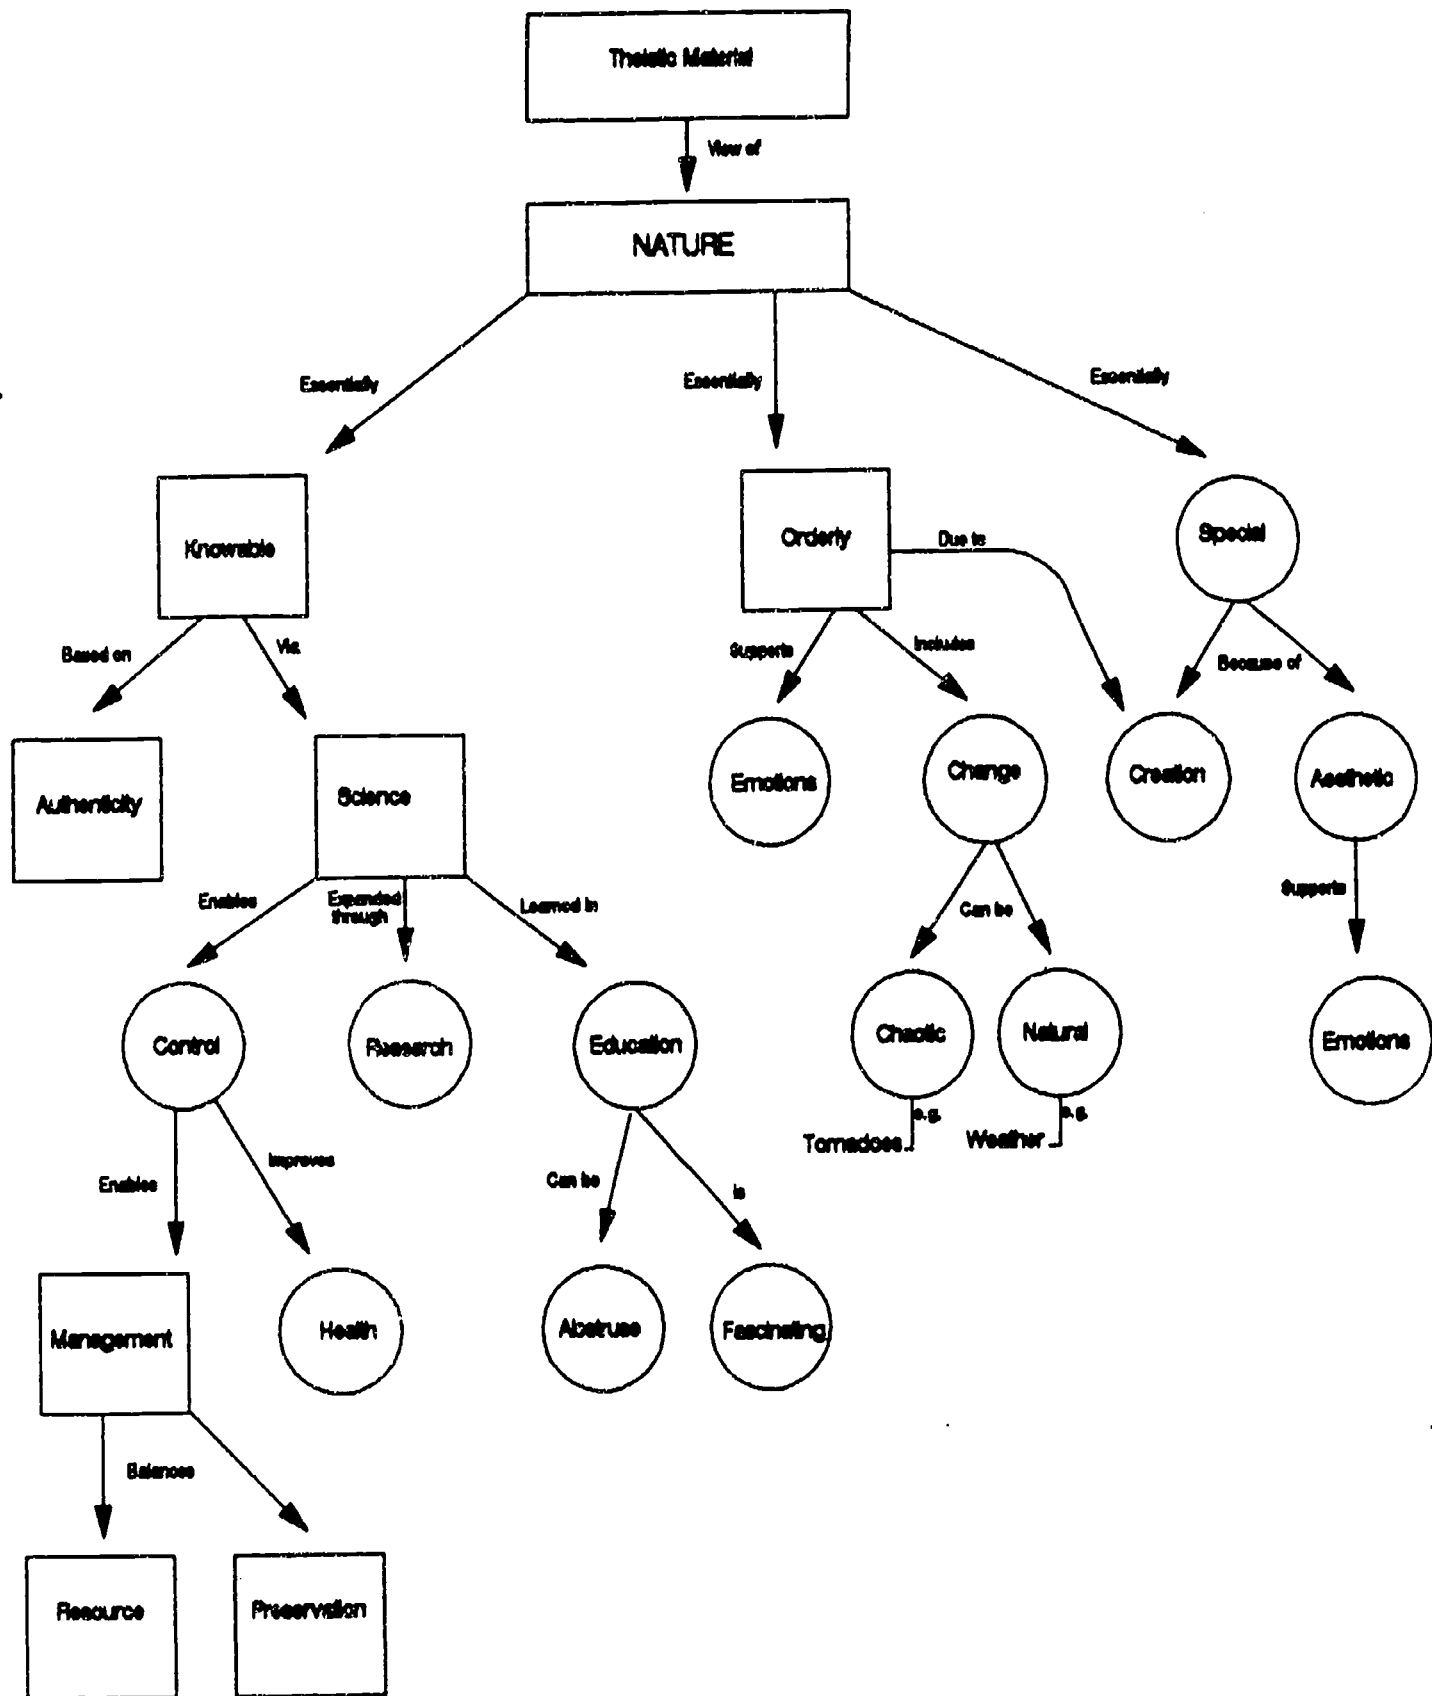 Theistic Material
View of
NATURE
Essentially
Essentially
Essentially
Knowable
Orderly
Due to
Special
Based on
Via
Supports
Includes
Because of
Authenticity
Science
Emotions
Change
Creation
Aesthetic
Enables
Expanded
through
Learned in
Can be
Supports
Control
Research
Education
Chaotic
Natural
Emotions
e.g.
e.g.
Tornadoes
Weather
Enables
Improves
Can be
is
Management
Health
Abstruse
Fascinating
Balances
Resource
Preservation